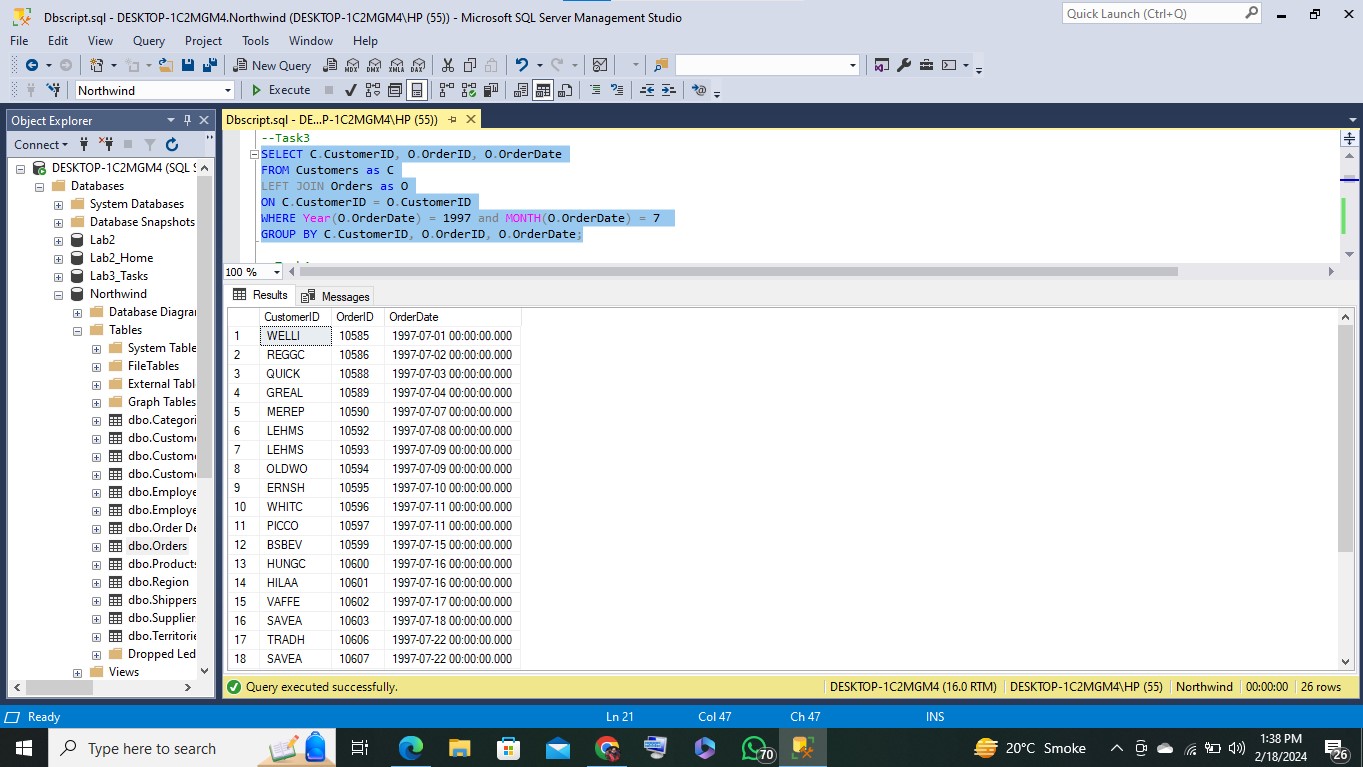 Dbscript.sql - DESKTOP-1C2MGM4.Northwind (DESKTOP-1C2MGM4\HP (55)) - Microsoft SQL Server Management Studio
Quick Launch (Ctrl+Q)
File Edit View Query Project Tools Window Help
New Query MDX DMX XMLA DAX
Northwind Execute
Object Explorer
Connect
DESKTOP-1C2MGM4 (SQL S
Databases
System Databases
Database Snapshots
Lab2
Lab2_Home
Lab3_Tasks
Northwind
Database Diagra
Tables
System Table
FileTables
External Tabl
Graph Tables
dbo.Categori
dbo.Custome
dbo.Custome
dbo.Custome
dbo.Employe
dbo.Employe
dbo.Order De
dbo.Orders
dbo.Products
dbo.Region
dbo.Shippers
dbo.Supplier
dbo.Territorie
Dropped Led
Views
Dbscript.sql - DE...P-1C2MGM4\HP (55))
--Task3
SELECT C.CustomerID, O.OrderID, O.OrderDate
FROM Customers as C
LEFT JOIN Orders as O
ON C.CustomerID = O.CustomerID
WHERE Year(O.OrderDate) = 1997 and MONTH(O.OrderDate) = 7
GROUP BY C.CustomerID, O.OrderID, O.OrderDate;
100 %
Results Messages
CustomerID OrderID OrderDate
1 WELLI 10585 1997-07-01 00:00:00.000
2 REGGC 10586 1997-07-02 00:00:00.000
3 QUICK 10588 1997-07-03 00:00:00.000
4 GREAL 10589 1997-07-04 00:00:00.000
5 MEREP 10590 1997-07-07 00:00:00.000
6 LEHMS 10592 1997-07-08 00:00:00.000
7 LEHMS 10593 1997-07-09 00:00:00.000
8 OLDWO 10594 1997-07-09 00:00:00.000
9 ERNSH 10595 1997-07-10 00:00:00.000
10 WHITC 10596 1997-07-11 00:00:00.000
11 PICCO 10597 1997-07-11 00:00:00.000
12 BSBEV 10599 1997-07-15 00:00:00.000
13 HUNGC 10600 1997-07-16 00:00:00.000
14 HILAA 10601 1997-07-16 00:00:00.000
15 VAFFE 10602 1997-07-17 00:00:00.000
16 SAVEA 10603 1997-07-18 00:00:00.000
17 TRADH 10606 1997-07-22 00:00:00.000
18 SAVEA 10607 1997-07-22 00:00:00.000
Query executed successfully. DESKTOP-1C2MGM4 (16.0 RTM) DESKTOP-1C2MGM4\HP (55) Northwind 00:00:00 26 rows
Ready Ln 21 Col 47 Ch 47 INS
Type here to search 70 20°C Smoke 1:38 PM
2/18/2024 26